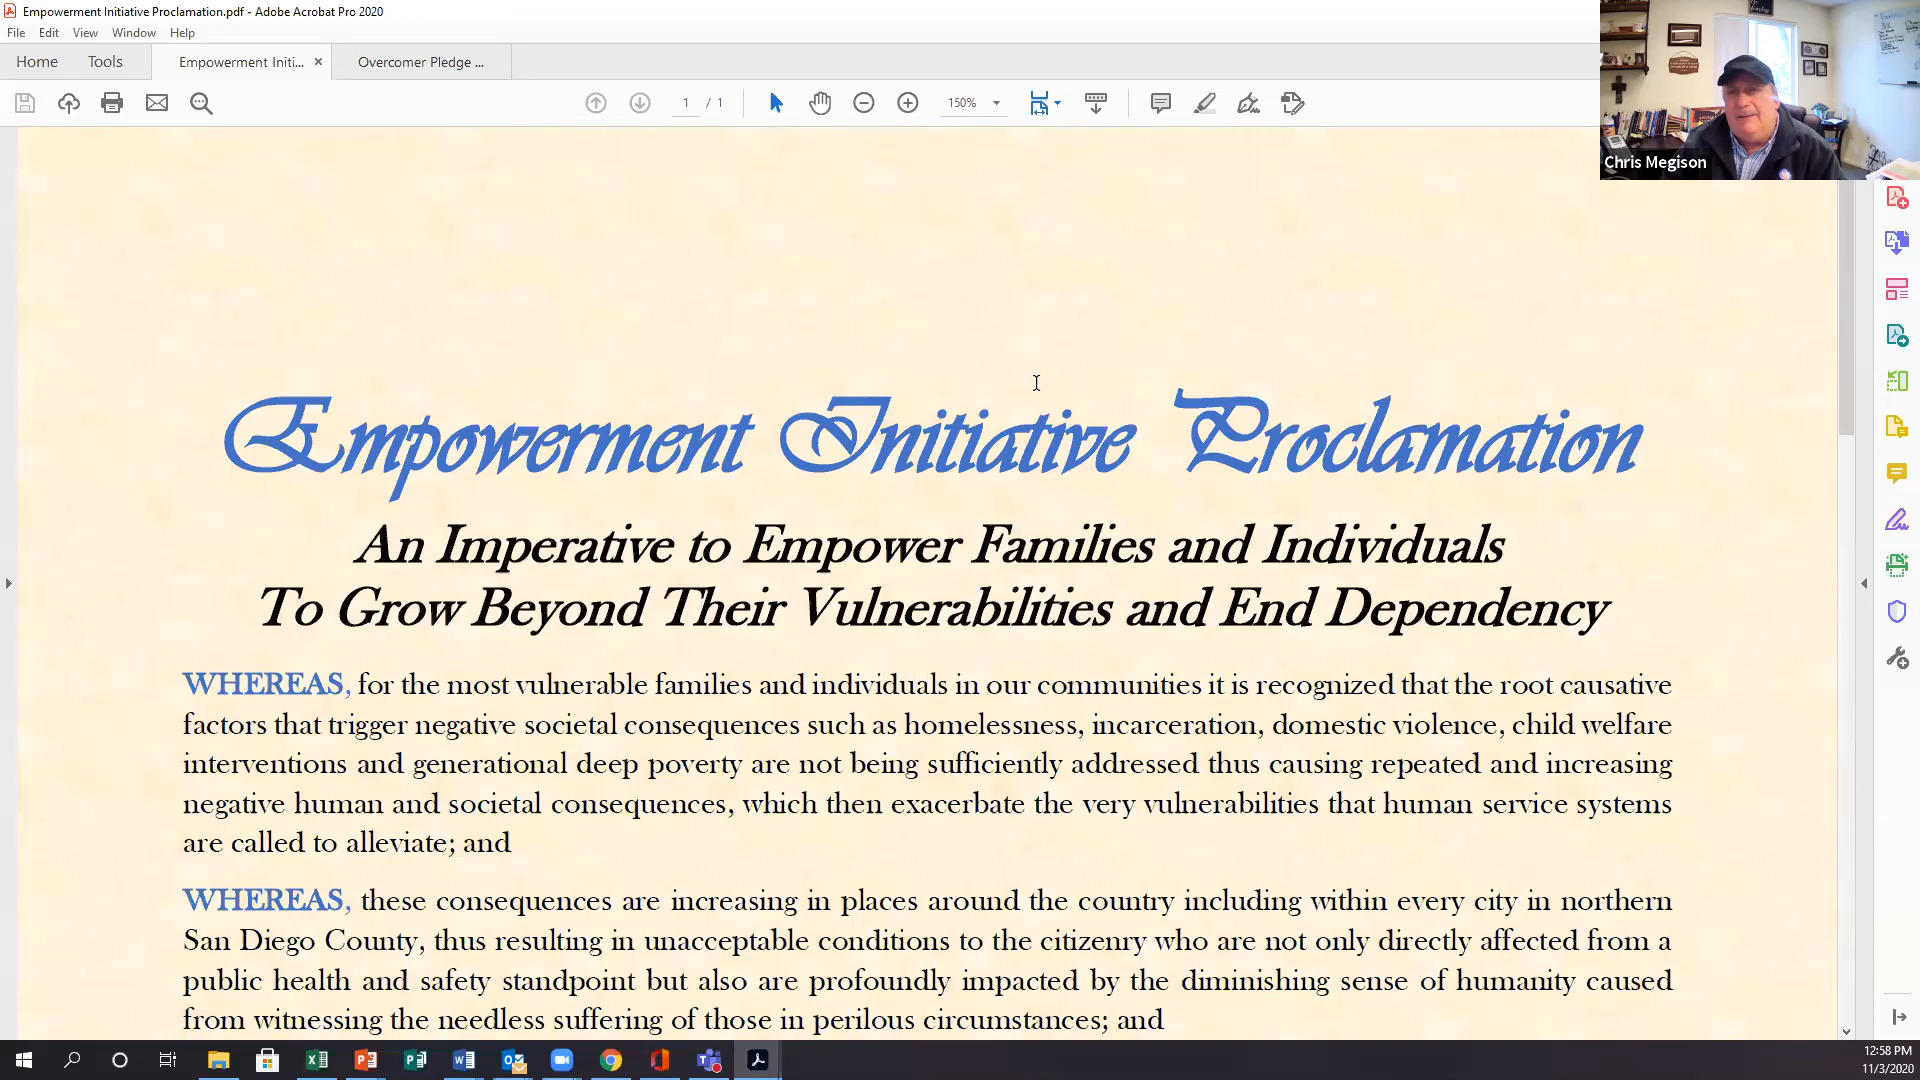 Empowerment Initiative Proclamation.pdf - Adobe Acrobat Pro 2020
File Edit View Window Help
Home Tools Empowerment Initi... × Overcomer Pledge ...
1 / 1 150%
Chris Megison
Empowerment Initiative Proclamation
An Imperative to Empower Families and Individuals
To Grow Beyond Their Vulnerabilities and End Dependency
WHEREAS, for the most vulnerable families and individuals in our communities it is recognized that the root causative
factors that trigger negative societal consequences such as homelessness, incarceration, domestic violence, child welfare
interventions and generational deep poverty are not being sufficiently addressed thus causing repeated and increasing
negative human and societal consequences, which then exacerbate the very vulnerabilities that human service systems
are called to alleviate; and
WHEREAS, these consequences are increasing in places around the country including within every city in northern
San Diego County, thus resulting in unacceptable conditions to the citizenry who are not only directly affected from a
public health and safety standpoint but also are profoundly impacted by the diminishing sense of humanity caused
from witnessing the needless suffering of those in perilous circumstances; and
12:58 PM
11/3/2020